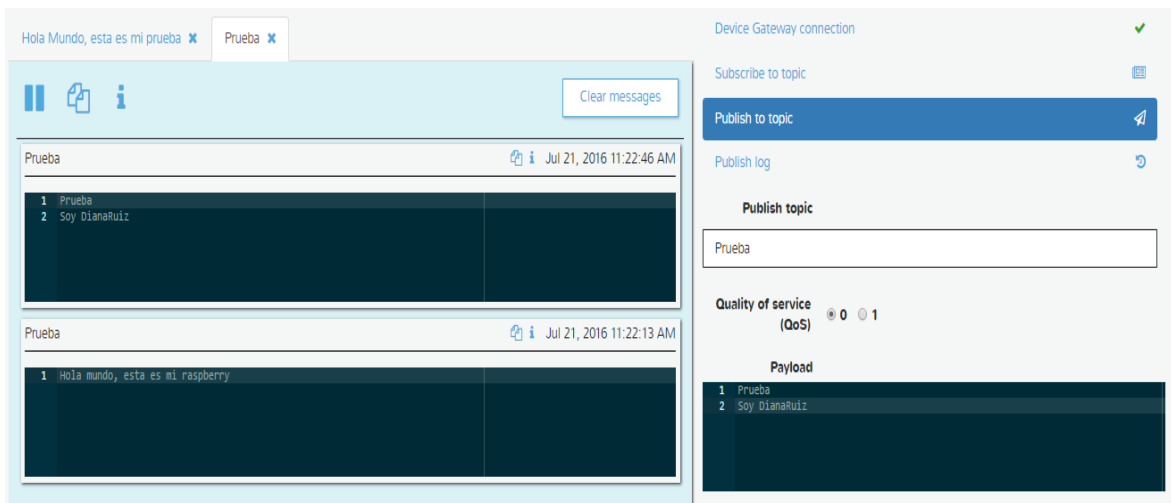 Hola Mundo, esta es mi prueba
Prueba
Clear messages
Prueba
Jul 21, 2016 11:22:46 AM
1 Prueba
2 Soy DianaRuiz
Prueba
Jul 21, 2016 11:22:13 AM
1 Hola mundo, esta es mi raspberry
Device Gateway connection
Subscribe to topic
Publish to topic
Publish log
Publish topic
Prueba
Quality of service
(QoS)
0 1
Payload
1 Prueba
2 Soy DianaRuiz